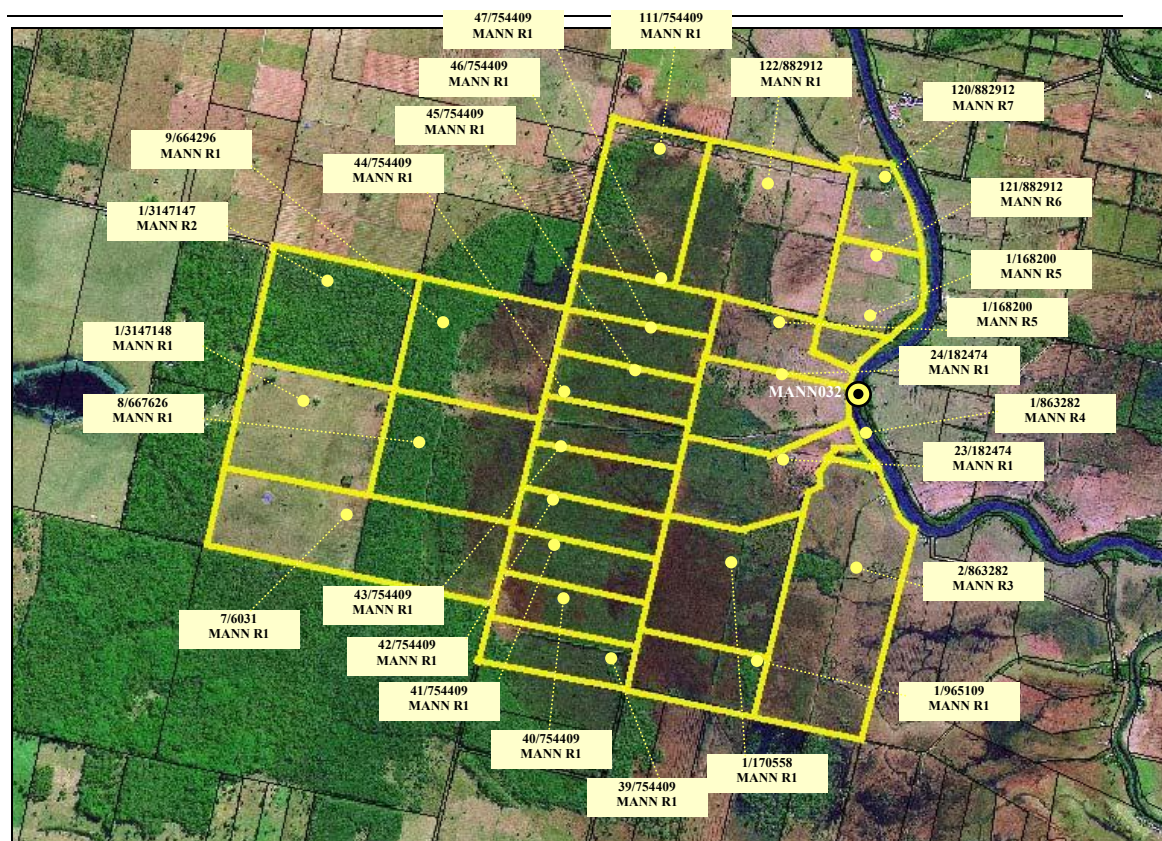 47/754409
MANN R1
111/754409
MANN R1
46/754409
MANN R1
122/882912
MANN R1
120/882912
MANN R7
45/754409
MANN R1
9/664296
MANN R1
44/754409
MANN R1
121/882912
MANN R6
1/3147147
MANN R2
1/168200
MANN R5
1/168200
MANN R5
1/3147148
MANN R1
24/182474
MANN R1
MANN032
8/667626
MANN R1
1/863282
MANN R4
23/182474
MANN R1
2/863282
MANN R3
43/754409
MANN R1
7/6031
MANN R1
42/754409
MANN R1
41/754409
MANN R1
1/965109
MANN R1
40/754409
MANN R1
1/170558
MANN R1
39/754409
MANN R1